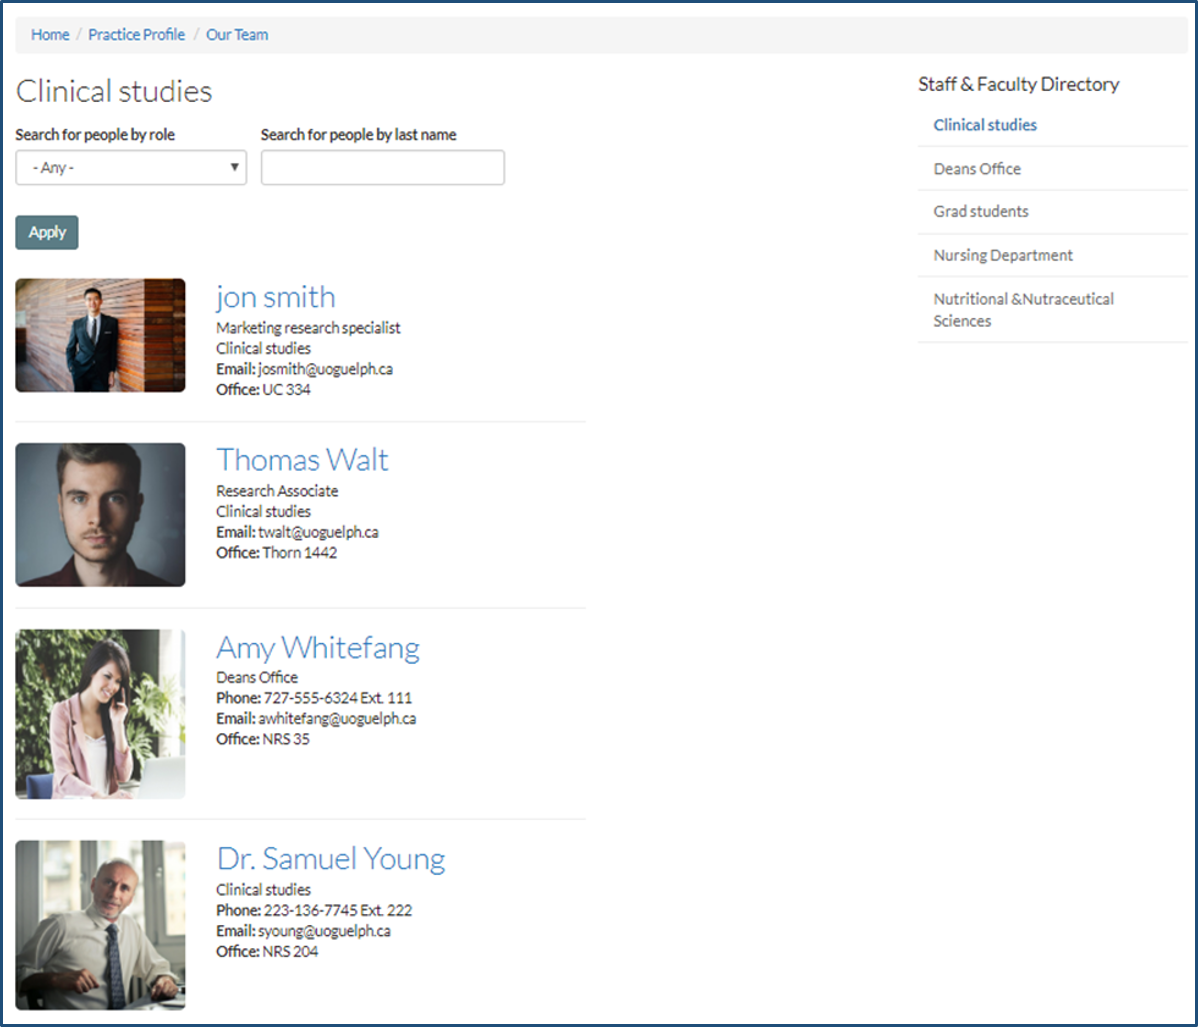 Home / Practice Profile / Our Team
Clinical studies
Search for people by role
- Any -
Search for people by last name
Apply
jon smith
Marketing research specialist
Clinical studies
Email: josmith@uoguelph.ca
Office: UC 334
Thomas Walt
Research Associate
Clinical studies
Email: twalt@uoguelph.ca
Office: Thorn 1442
Amy Whitefang
Deans Office
Phone: 727-555-6324 Ext. 111
Email: awhitefang@uoguelph.ca
Office: NRS 35
Dr. Samuel Young
Clinical studies
Phone: 223-136-7745 Ext. 222
Email: syoung@uoguelph.ca
Office: NRS 204
Staff & Faculty Directory
Clinical studies
Deans Office
Grad students
Nursing Department
Nutritional &Nutraceutical
Sciences